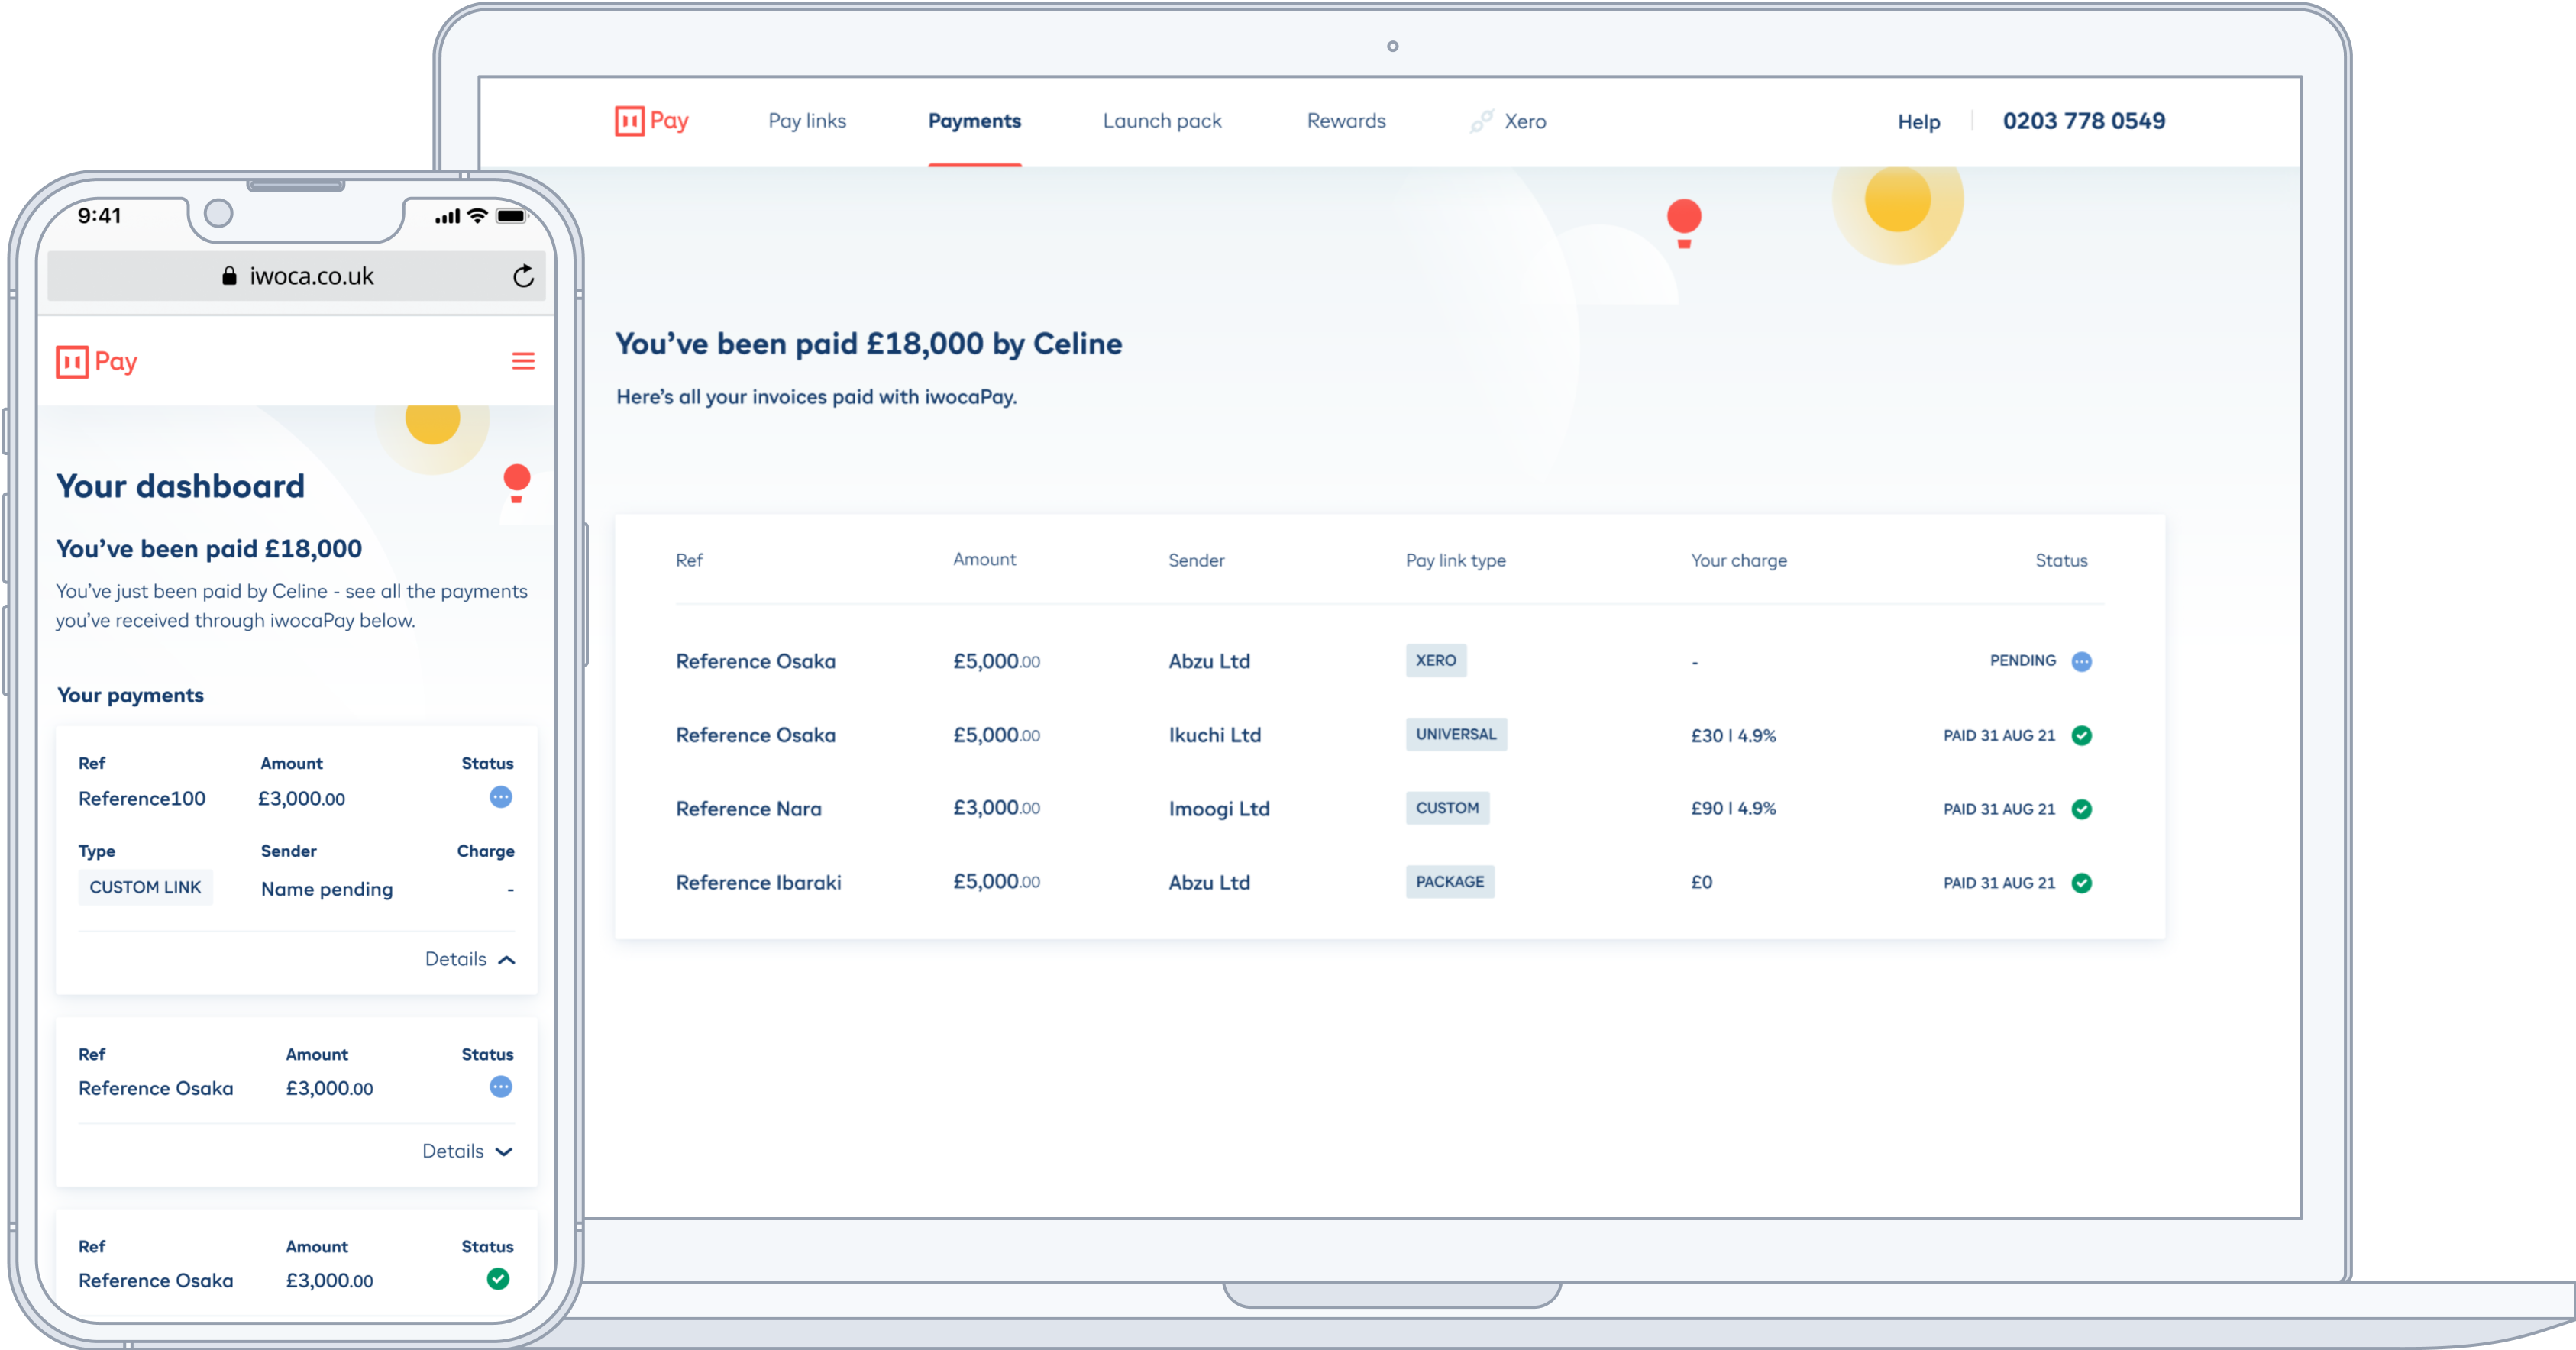 Pay Pay links Payments Launch pack Rewards Xero Help 0203 778 0549
You’ve been paid £18,000 by Celine
Here’s all your invoices paid with iwocaPay.
Ref Amount Sender Pay link type Your charge Status
Reference Osaka £5,000.00 Abzu Ltd XERO - PENDING
Reference Osaka £5,000.00 Ikuchi Ltd UNIVERSAL £30 | 4.9% PAID 31 AUG 21
Reference Nara £3,000.00 Imoogi Ltd CUSTOM £90 | 4.9% PAID 31 AUG 21
Reference Ibaraki £5,000.00 Abzu Ltd PACKAGE £0 PAID 31 AUG 21
9:41
iwoca.co.uk
Pay
Your dashboard
You’ve been paid £18,000
You’ve just been paid by Celine - see all the payments
you’ve received through iwocaPay below.
Your payments
Ref Amount Status
Reference100 £3,000.00
Type Sender Charge
CUSTOM LINK Name pending -
Details
Ref Amount Status
Reference Osaka £3,000.00
Details
Ref Amount Status
Reference Osaka £3,000.00